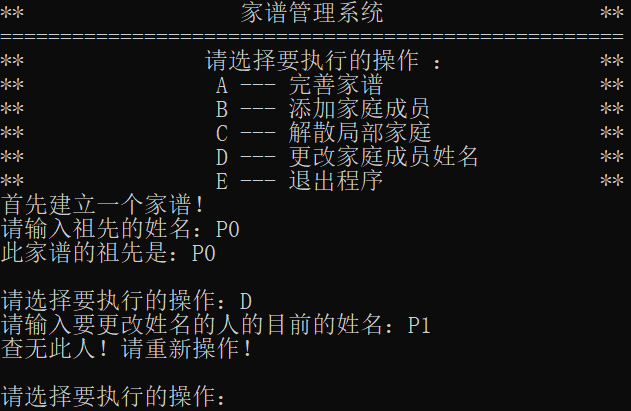 ** 家谱管理系统 **
====================================================
** 请选择要执行的操作 ： **
** A --- 完善家谱 **
** B --- 添加家庭成员 **
** C --- 解散局部家庭 **
** D --- 更改家庭成员姓名 **
** E --- 退出程序 **
首先建立一个家谱！
请输入祖先的姓名：P0
此家谱的祖先是：P0
请选择要执行的操作：D
请输入要更改姓名的人的目前的姓名：P1
查无此人！请重新操作！
请选择要执行的操作：